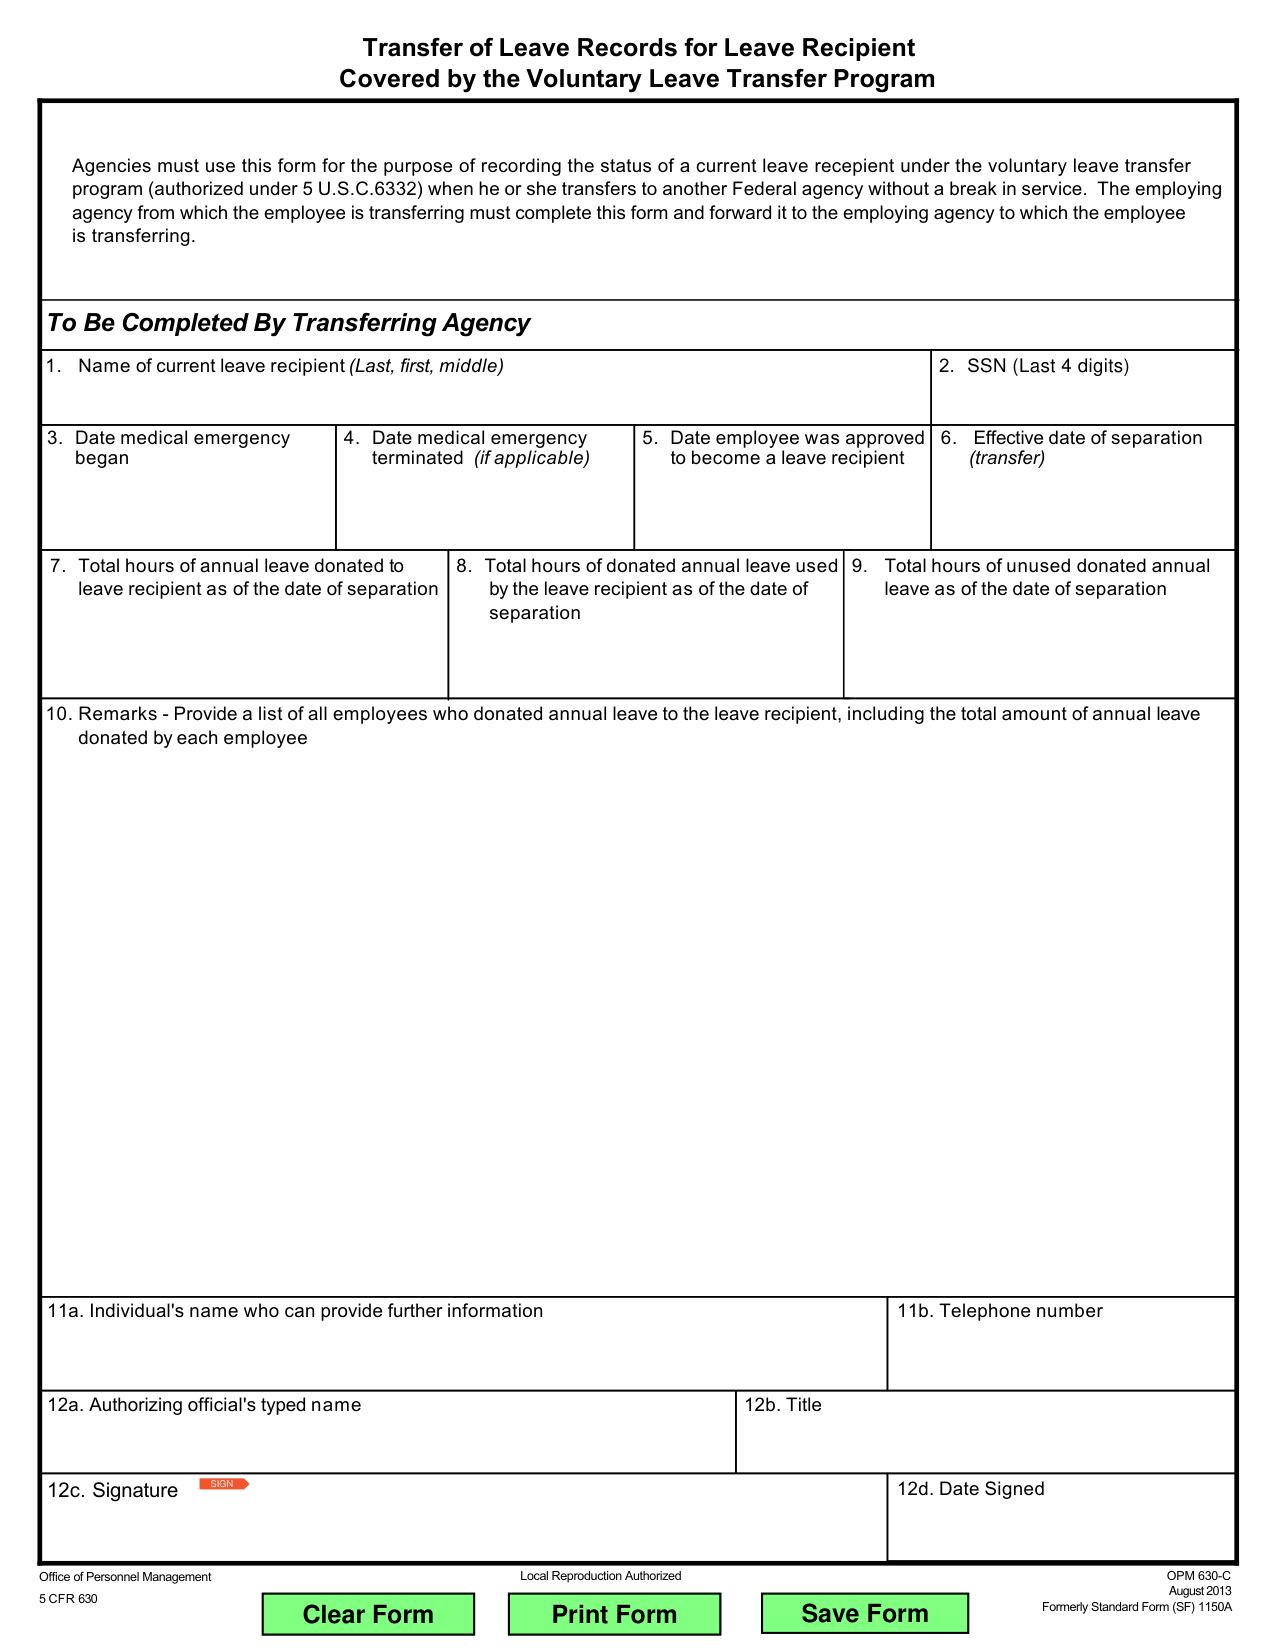 Transfer of Leave Records for Leave Recipient
Covered by the Voluntary Leave Transfer Program
Agencies must use this form for the purpose of recording the status of a current leave recepient under the voluntary leave transfer
program (authorized under 5 U.S.C.6332) when he or she transfers to another Federal agency without a break in service.  The employing
agency from which the employee is transferring must complete this form and forward it to the employing agency to which the employee
is transferring.
To Be Completed By Transferring Agency
1. Name of current leave recipient (Last, first, middle)
2. SSN (Last 4 digits)
3. Date medical emergency
began
4. Date medical emergency
terminated (if applicable)
5. Date employee was approved
to become a leave recipient
6. Effective date of separation
(transfer)
7. Total hours of annual leave donated to
leave recipient as of the date of separation
8. Total hours of donated annual leave used
by the leave recipient as of the date of
separation
9. Total hours of unused donated annual
leave as of the date of separation
10. Remarks - Provide a list of all employees who donated annual leave to the leave recipient, including the total amount of annual leave
donated by each employee
11a. Individual's name who can provide further information
11b. Telephone number
12a. Authorizing official's typed name
12b. Title
12c. Signature
SIGN
12d. Date Signed
Office of Personnel Management
5 CFR 630
Local Reproduction Authorized
OPM 630-C
August 2013
Formerly Standard Form (SF) 1150A
Clear Form
Print Form
Save Form